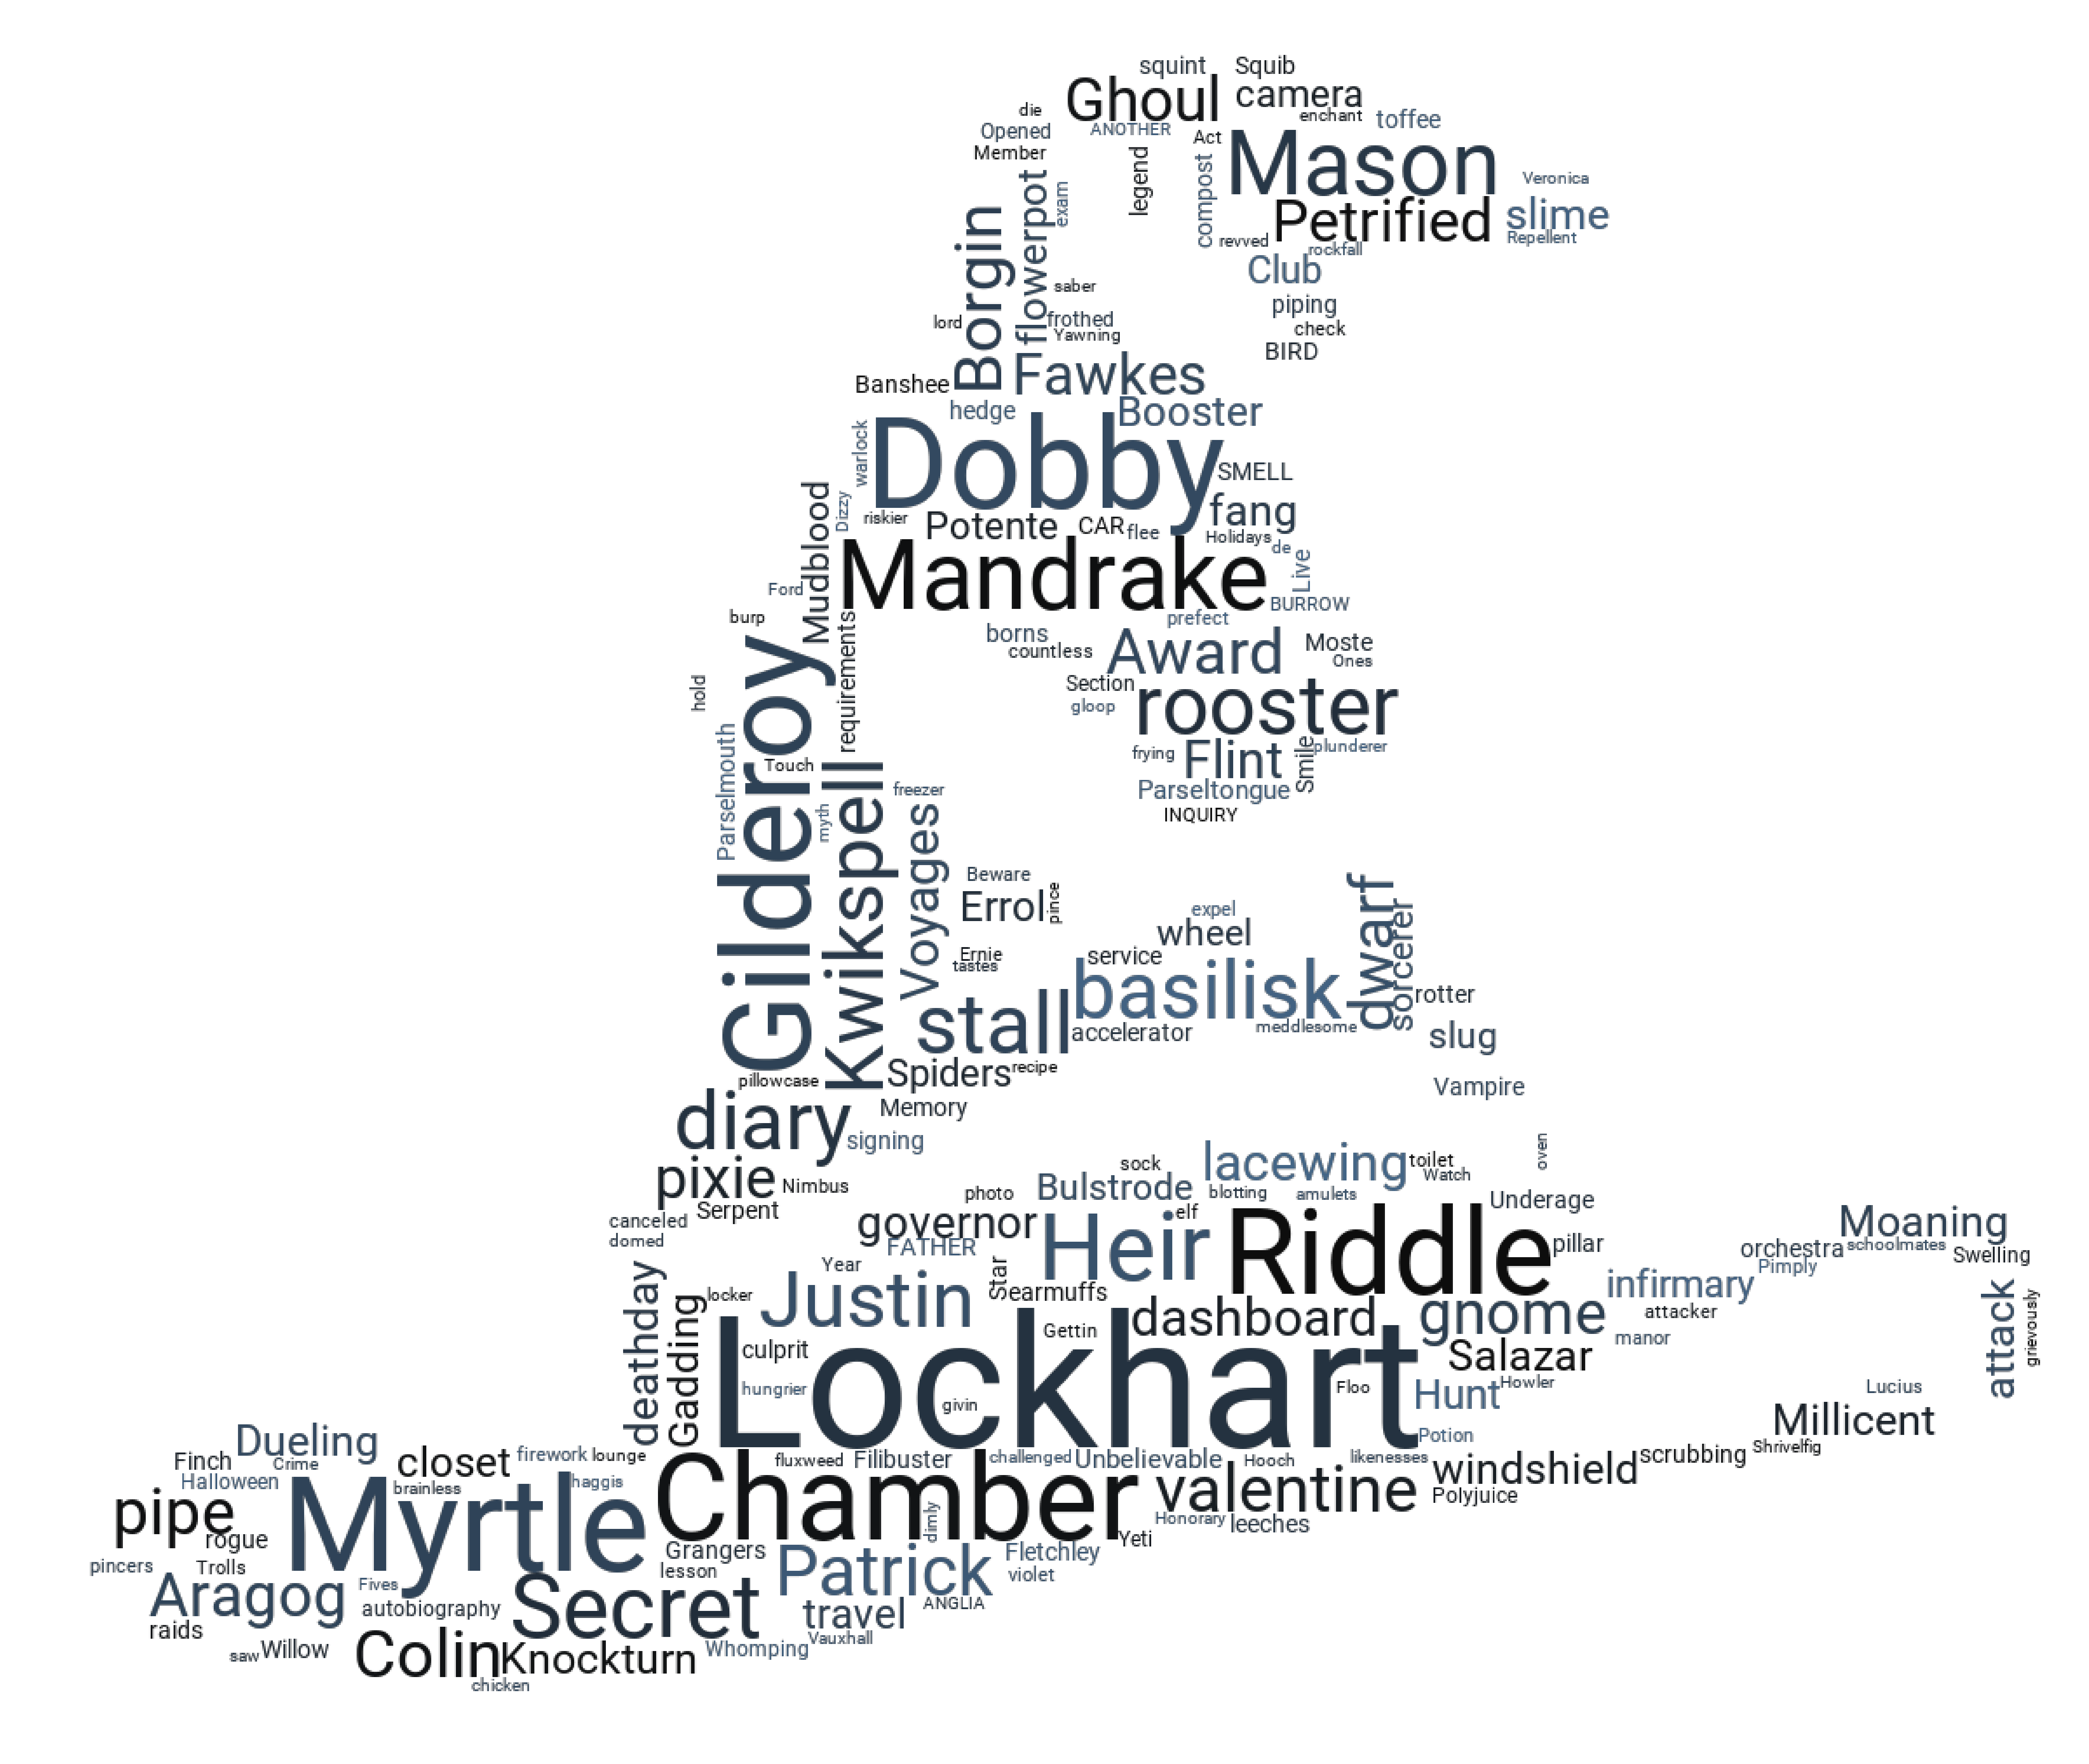 squint
Squib
Ghoul
camera
die
enchant
toffee
Opened
ANOTHER
Act
Member
Mason
legend
compost
Veronica
flowerpot
exam
Borgin
Petrified
slime
revved
Repellent
rockfall
Club
saber
piping
lord
frothed
check
Yawning
BIRD
Fawkes
Banshee
hedge
Booster
warlock
Dobby
SMELL
Mudblood
Dizzy
riskier
Potente
CAR
flee
fang
Holidays
de
Live
Mandrake
Ford
BURROW
burp
prefect
requirements
borns
countless
Award
Moste
Ones
hold
Section
gloop
rooster
Gilderoy
Parselmouth
Touch
frying
Flint
Smile
plunderer
Parseltongue
INQUIRY
myth
Kwikspell
freezer
Voyages
Beware
Errol
pince
dwarf
sorcerer
expel
wheel
Ernie
tastes
service
basilisk
rotter
stall
accelerator
meddlesome
slug
pillowcase
Spiders
recipe
Vampire
diary
Memory
signing
oven
pixie
Nimbus
sock
lacewing
toilet
Watch
photo
Bulstrode
blotting
amulets
Underage
Serpent
canceled
domed
governor
FATHER
Heir
elf
Riddle
pillar
Moaning
orchestra
schoolmates
Swelling
Pimply
Year
Star
deathday
Gadding
locker
Justin
earmuffs
infirmary
attack
grievously
attacker
dashboard
gnome
manor
culprit
Gettin
Lockhart
Salazar
hungrier
givin
Floo
Hunt
Howler
Lucius
Millicent
Potion
Dueling
Finch
Crime
closet
firework
lounge
fluxweed
Filibuster
challenged
Unbelievable
Hooch
likenesses
windshield
scrubbing
Shrivelfig
Halloween
brainless
haggis
Myrtle
Chamber
dimly
valentine
Polyjuice
pipe
rogue
Honorary
leeches
Yeti
pincers
Trolls
Grangers
lesson
Patrick
Fletchley
violet
Aragog
Fives
autobiography
Secret
travel
ANGLIA
raids
saw
Willow
Colin
Knockturn
Whomping
Vauxhall
chicken